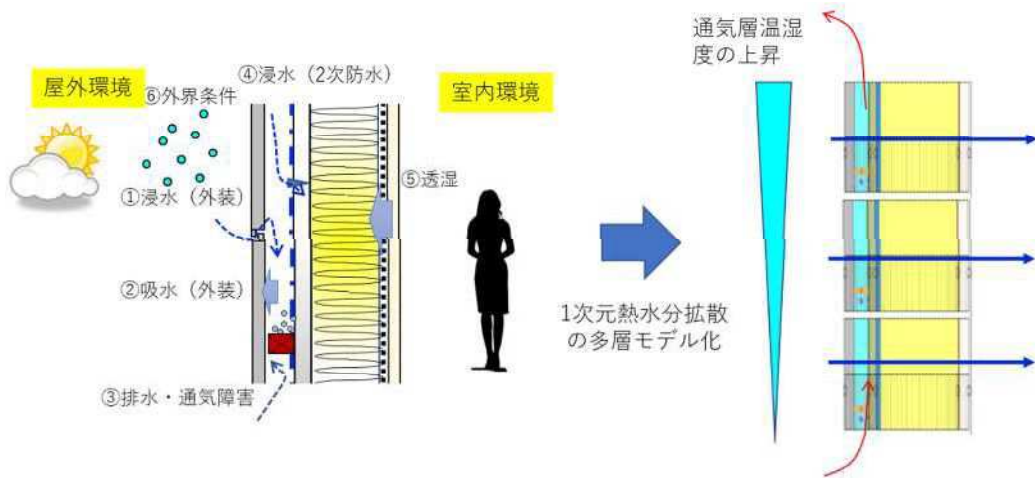 屋外環境
⑥外界条件
④浸水（2次防水）
室内環境
①浸水（外装）
⑤透湿
②吸水（外装）
③排水・通気障害
1次元熱水分拡散
の多層モデル化
通気層温湿
度の上昇